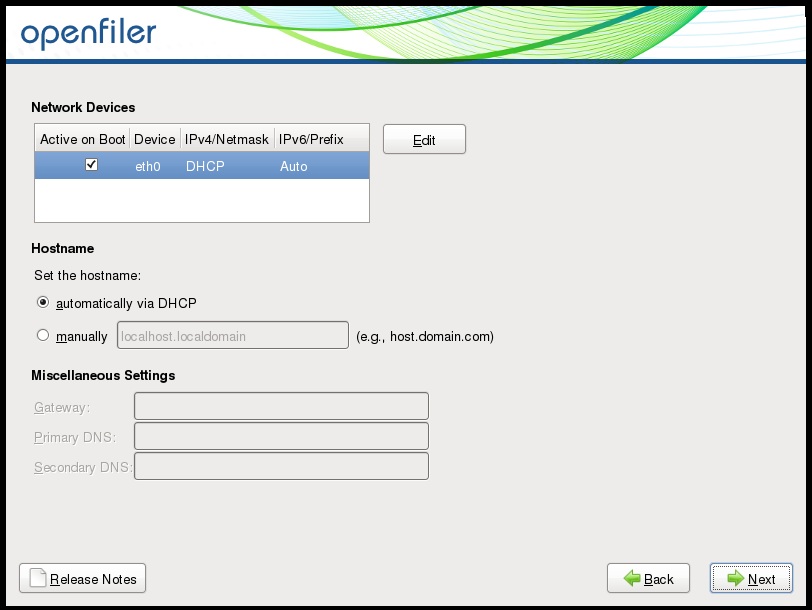 openfiler
Network Devices
Active on Boot Device IPv4/Netmask IPv6/Prefix
eth0 DHCP Auto
Edit
Hostname
Set the hostname:
automatically via DHCP
manually localhost.localdomain (e.g., host.domain.com)
Miscellaneous Settings
Gateway:
Primary DNS:
Secondary DNS:
Release Notes Back Next